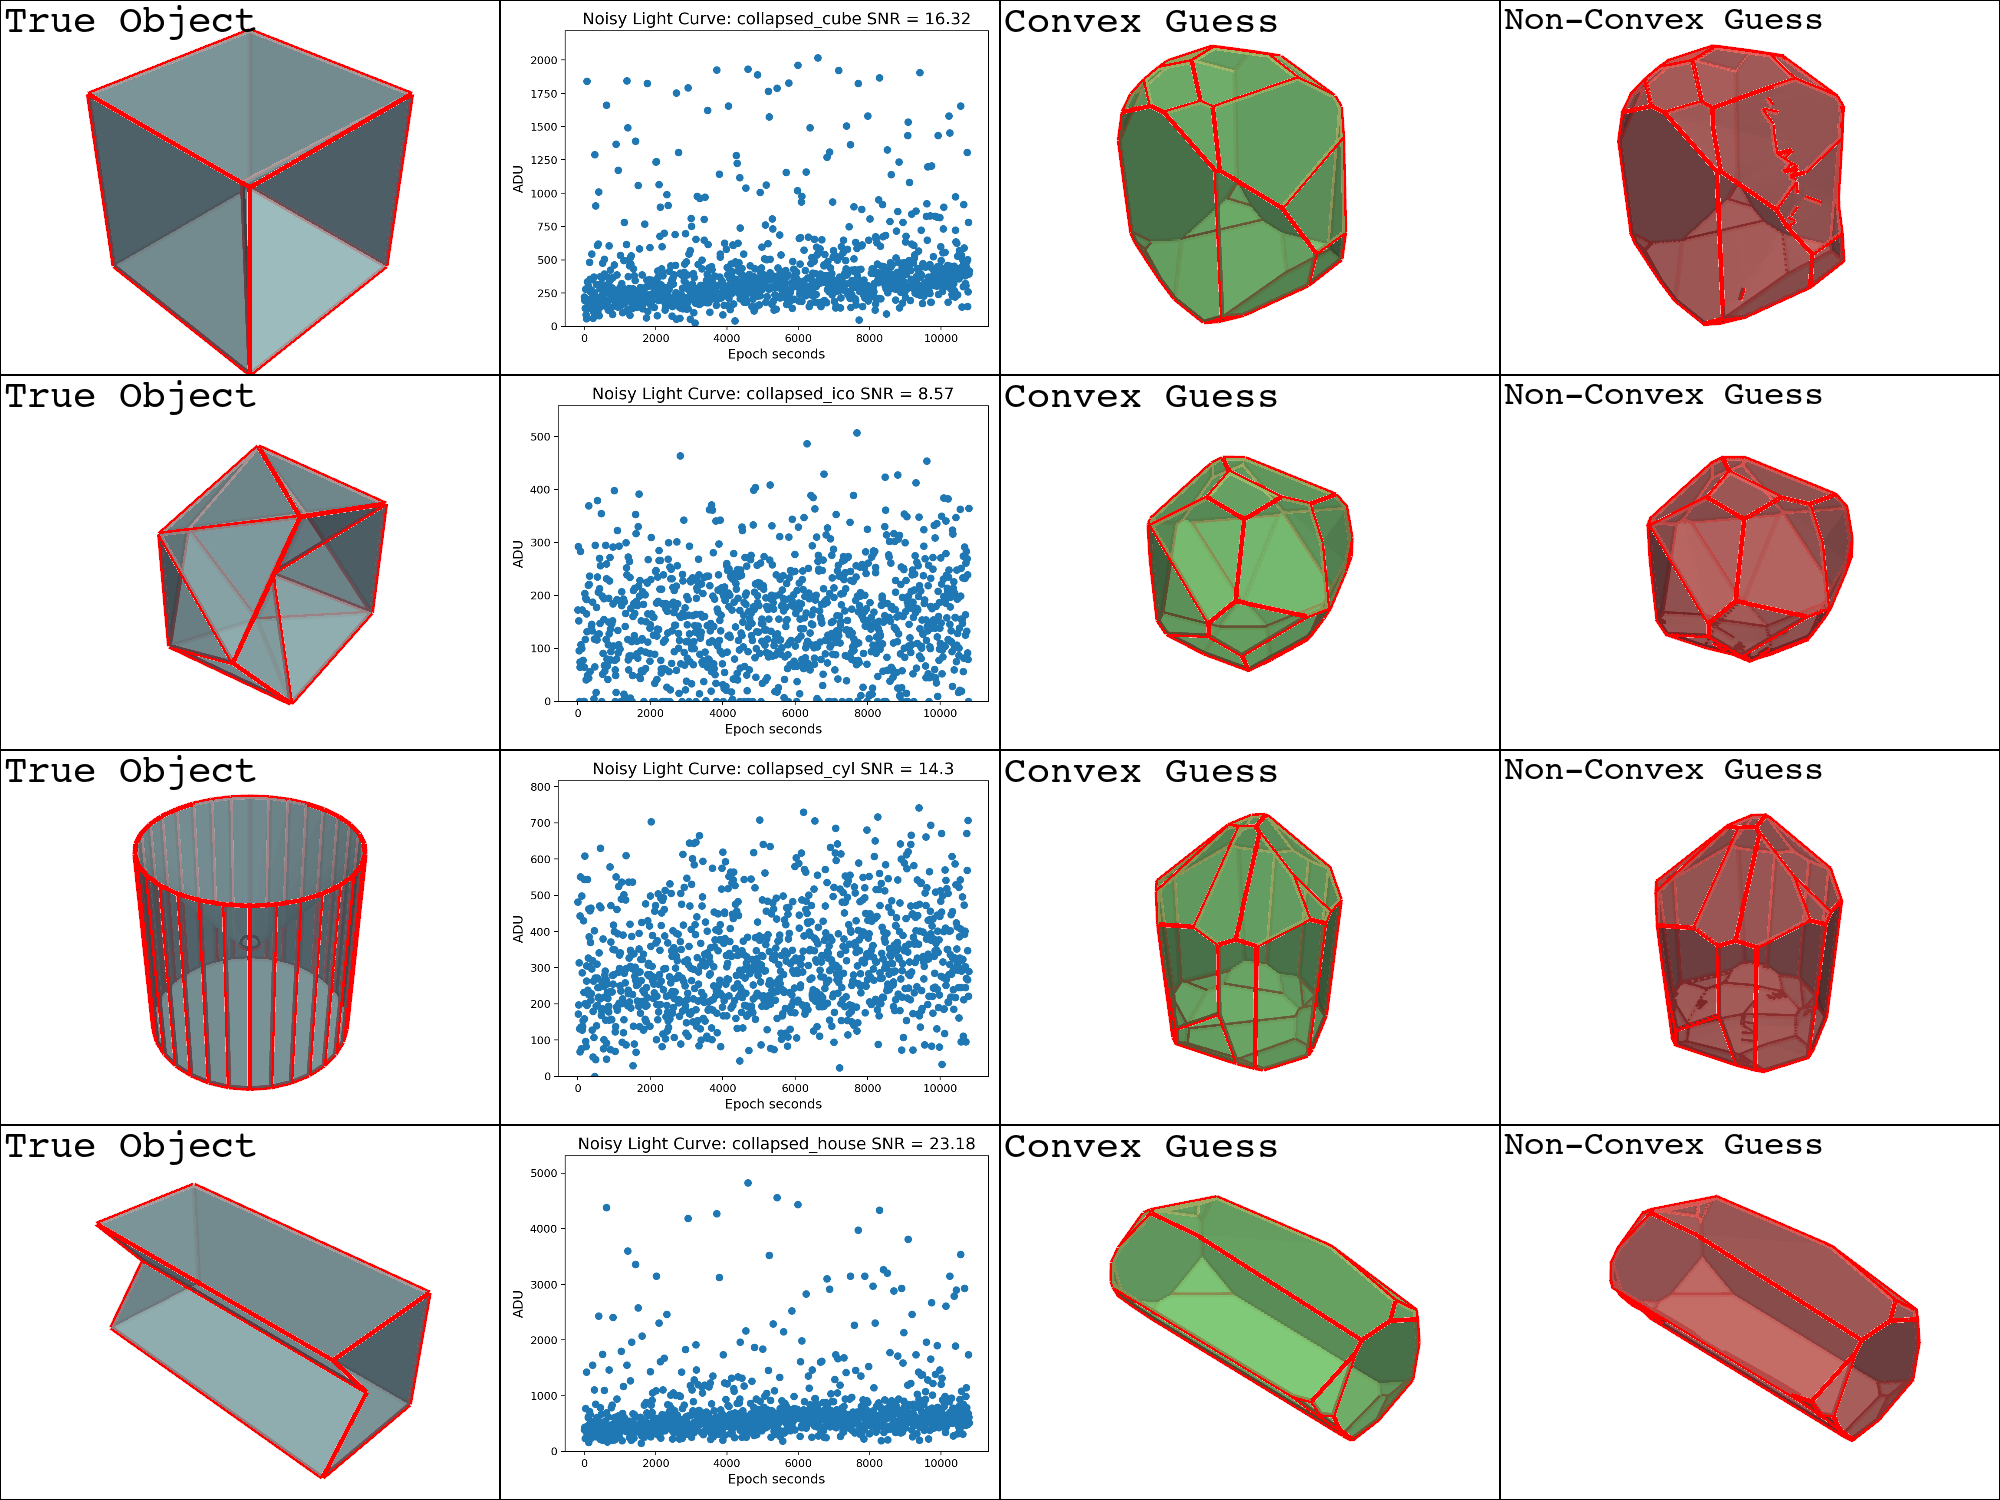 True Object
Noisy Light Curve: collapsed_cube SNR = 16.32
2000
1750
1500
1250
1000
750
500
250
0
ADU
0 2000 4000 6000 8000 10000
Epoch seconds
Convex Guess
Non-Convex Guess
True Object
Noisy Light Curve: collapsed_ico SNR = 8.57
500
400
300
200
100
0
ADU
0 2000 4000 6000 8000 10000
Epoch seconds
Convex Guess
Non-Convex Guess
True Object
Noisy Light Curve: collapsed_cyl SNR = 14.3
800
700
600
500
400
300
200
100
0
ADU
0 2000 4000 6000 8000 10000
Epoch seconds
Convex Guess
Non-Convex Guess
True Object
Noisy Light Curve: collapsed_house SNR = 23.18
5000
4000
3000
2000
1000
0
ADU
0 2000 4000 6000 8000 10000
Epoch seconds
Convex Guess
Non-Convex Guess